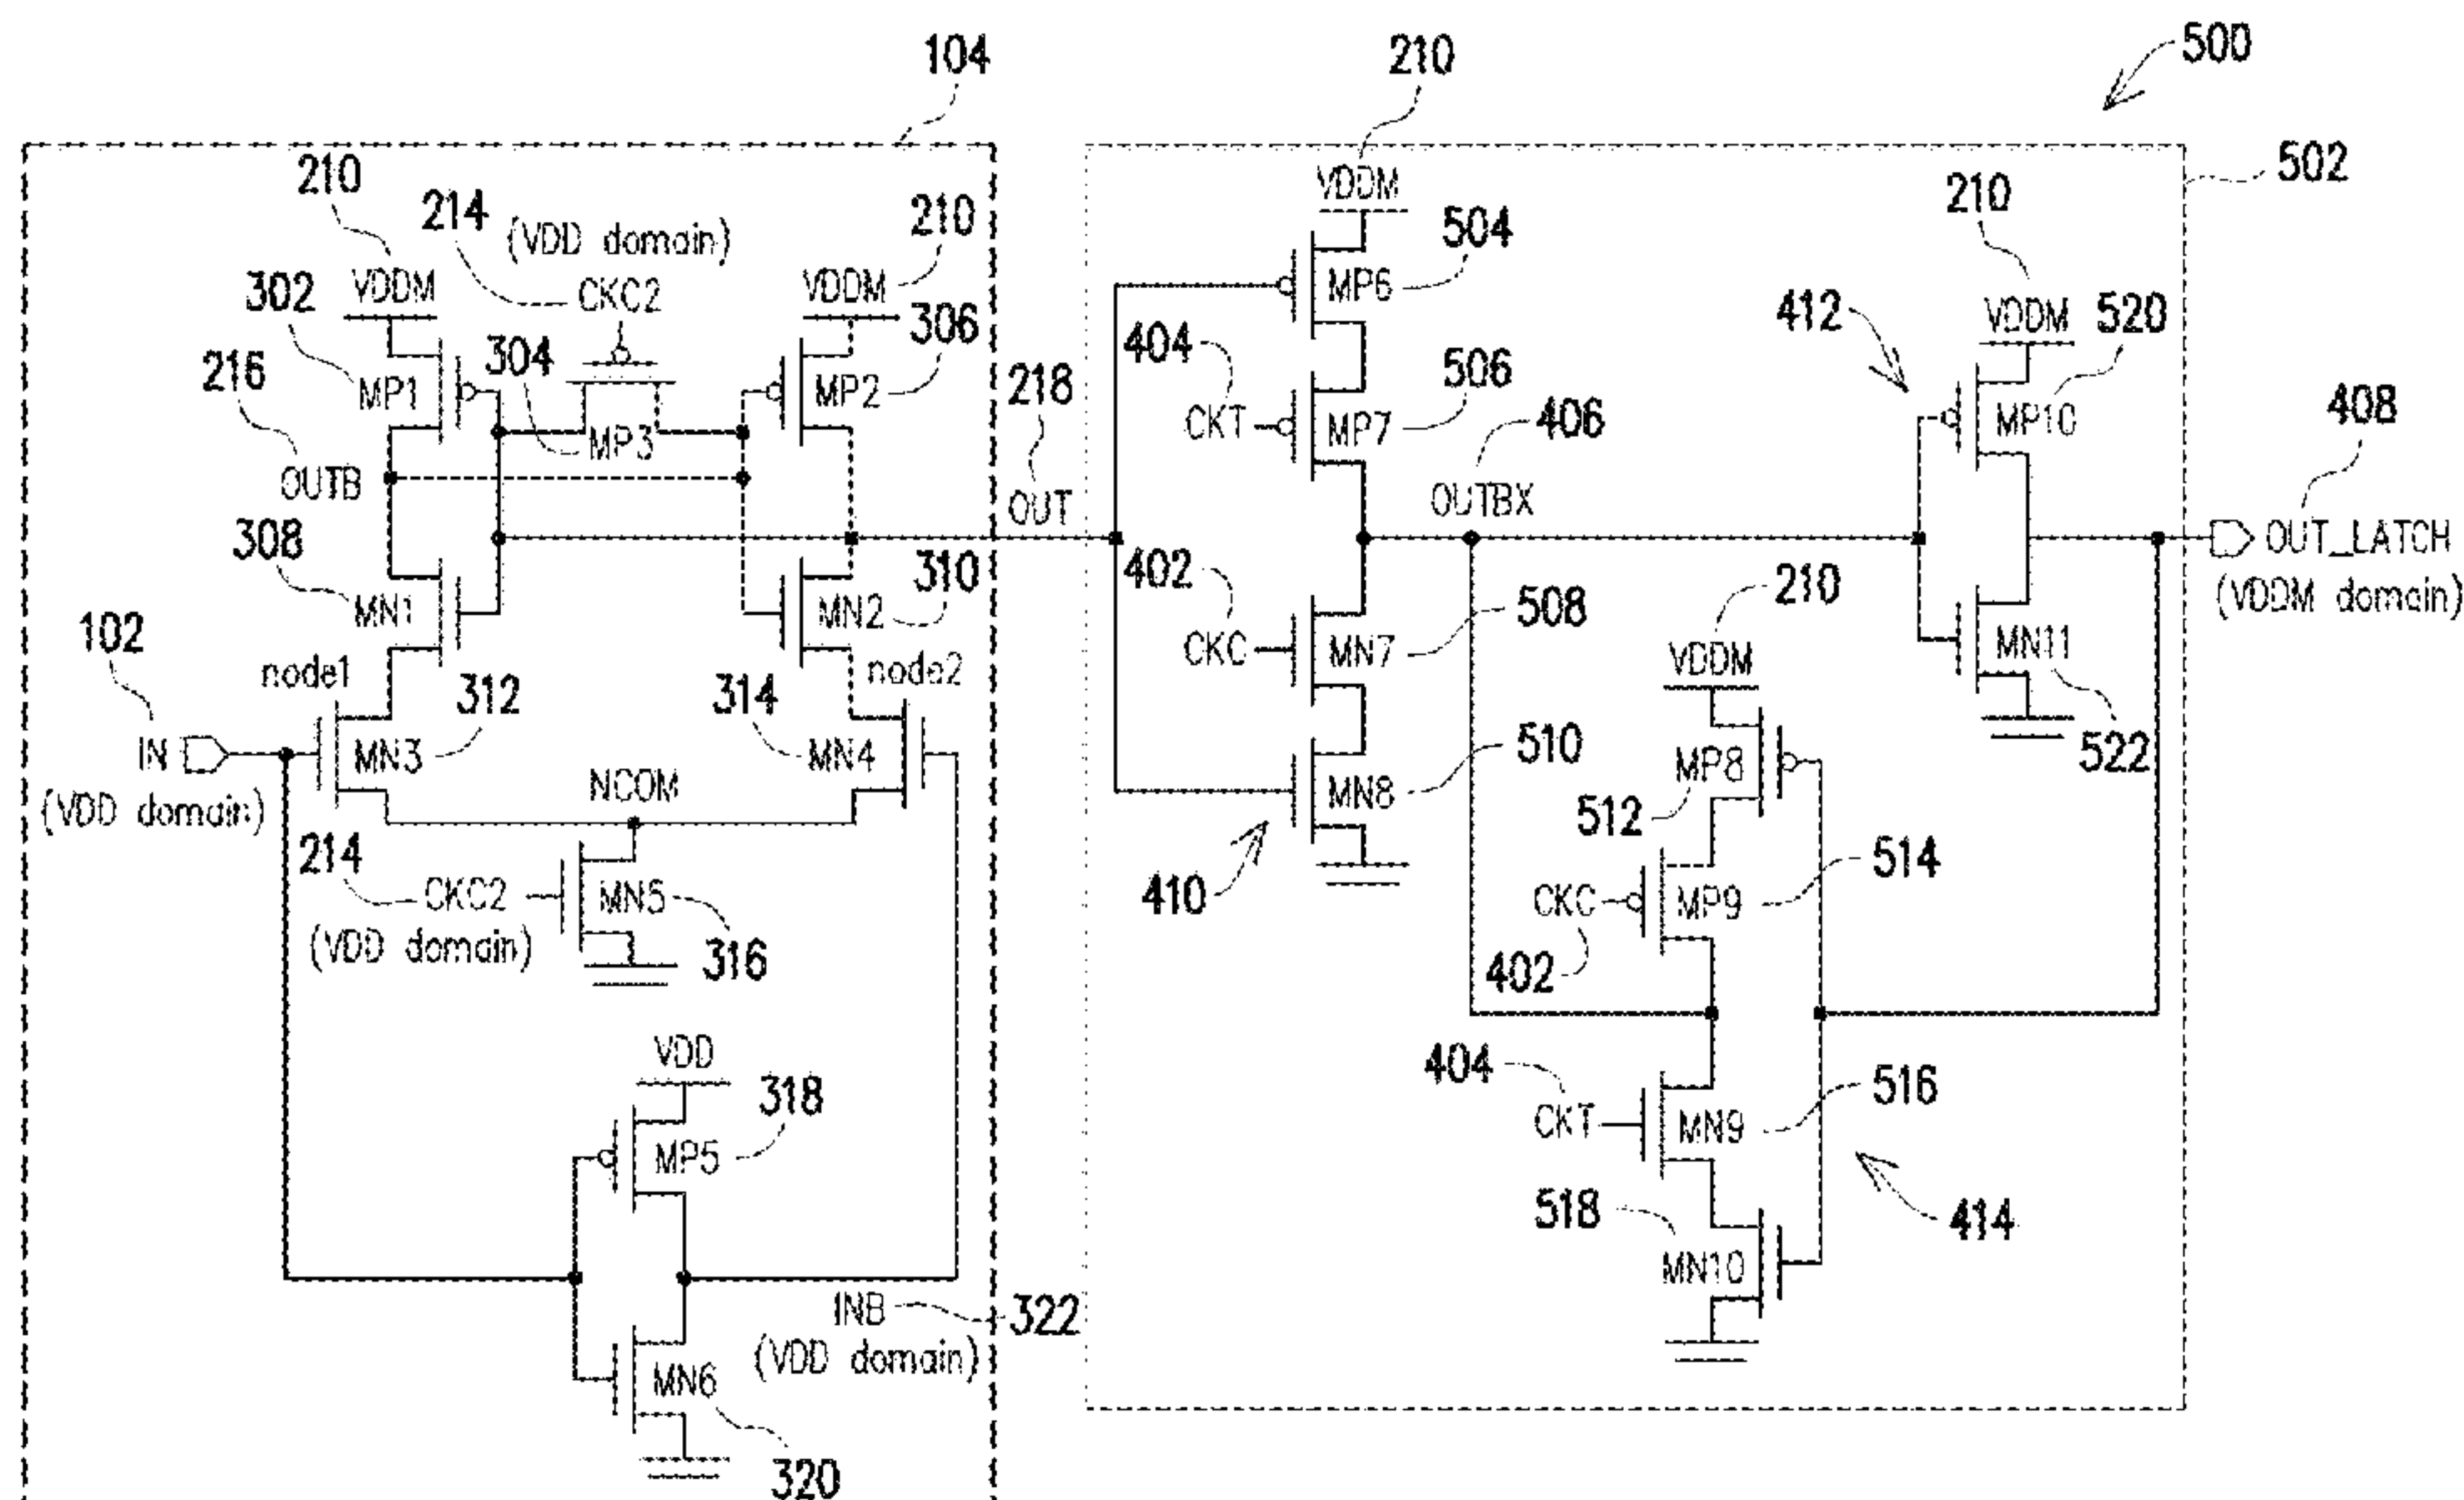 500
104
210
502
210
VDDM
210
214
(VDD domain)
210
504
MP6
302
VDDM
CKC2
VDDM
306
412
VDDM
520
404
216
304
MP1
MP3
MP2
218
506
CKT
MP7
406
MP10
408
OUTB
OUT
OUTBX
308
310
402
210
OUT_LATCH
(VDDM domain)
MN1
MN2
508
CKC
MN7
MN11
102
node1
node2
VDDM
312
314
IN
MN3
MN4
510
MP8
522
(VDD domain)
NCOM
MN8
512
214
CKC2
(VDD domain)
MN5
316
410
CKC
MP9
514
402
VDD
318
404
516
MP5
CKT
MN9
518
414
MN10
INB
322
(VDD domain)
MN6
320